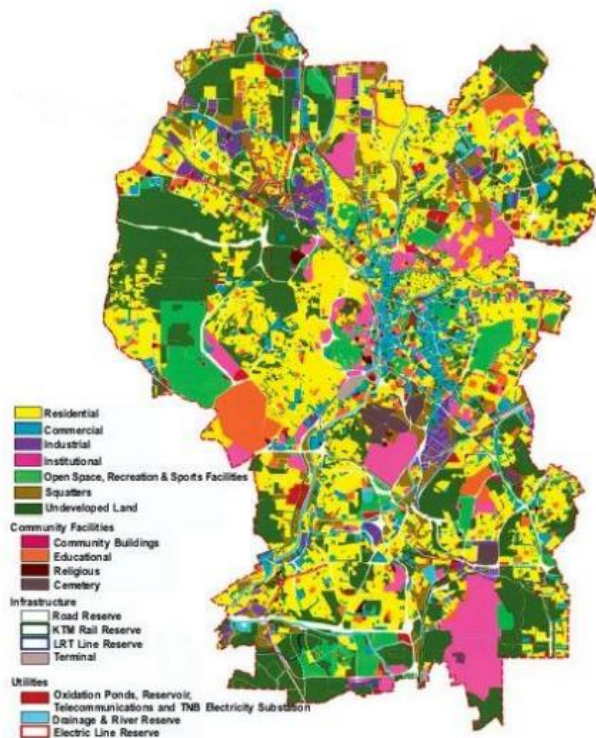 Residential
Commercial
Industrial
Institutional
Open Space, Recreation & Sports Facilities
Squatters
Undeveloped Land
Community Facilities
Community Buildings
Educational
Religious
Cemetery
Infrastructure
Road Reserve
KTM Rail Reserve
LRT Line Reserve
Terminal
Utilities
Oxidation Ponds, Reservoir,
Telecommunications and TNB Electricity Substation
Drainage & River Reserve
Electric Line Reserve